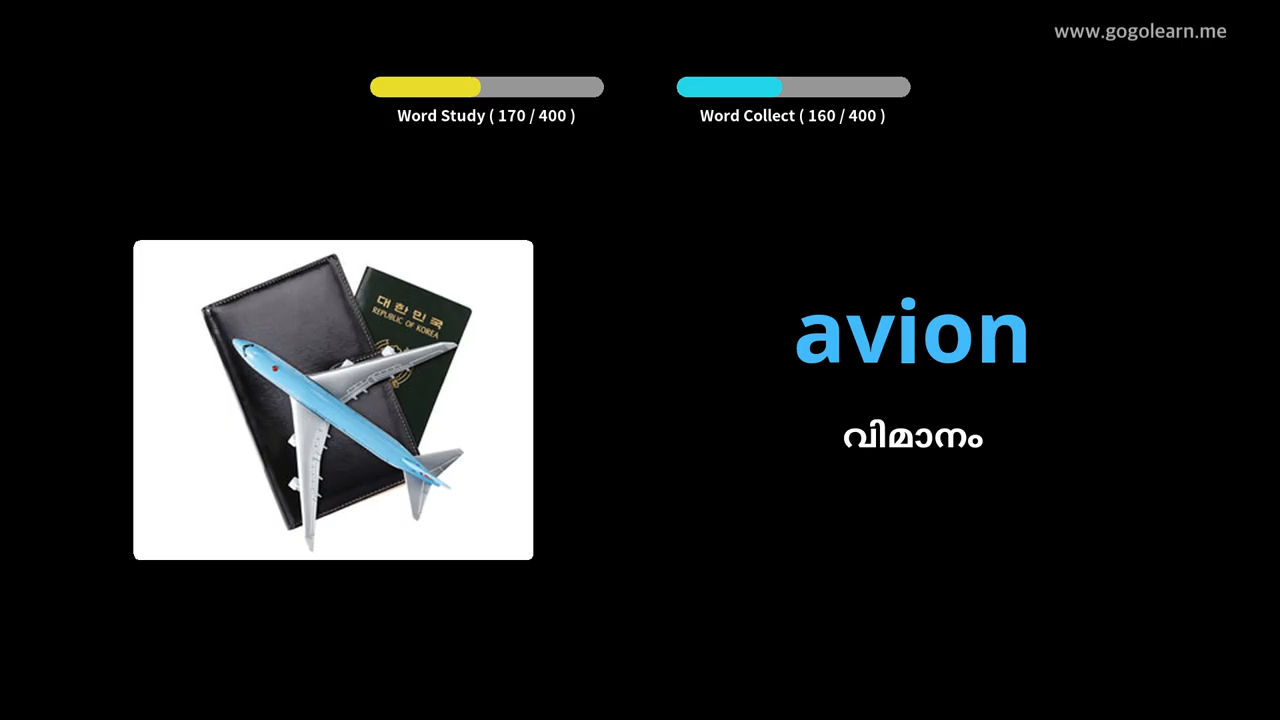 www.gogolearn.me
Word Study ( 170 / 400 )
Word Collect ( 160 / 400 )
대한민국
REPUBLIC OF KOREA
avion
വിമാനം